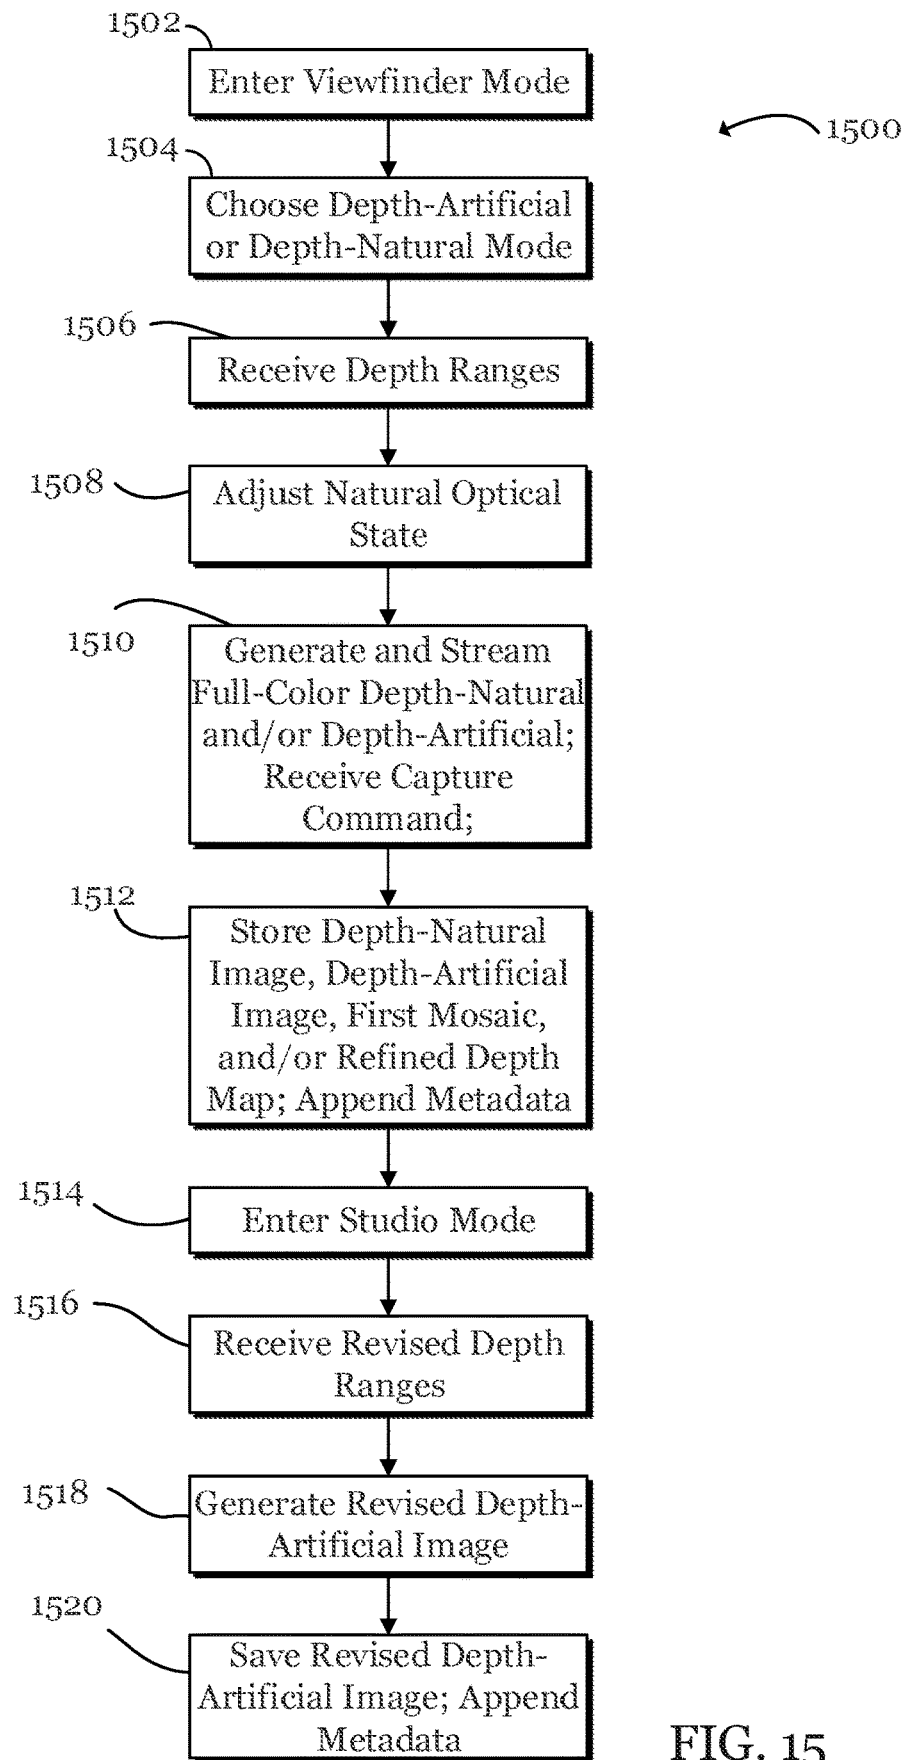 1502
Enter Viewfinder Mode
1500
1504
Choose Depth-Artificial
or Depth-Natural Mode
1506
Receive Depth Ranges
1508
Adjust Natural Optical
State
1510
Generate and Stream
Full-Color Depth-Natural
and/or Depth-Artificial;
Receive Capture
Command;
1512
Store Depth-Natural
Image, Depth-Artificial
Image, First Mosaic,
and/or Refined Depth
Map; Append Metadata
1514
Enter Studio Mode
1516
Receive Revised Depth
Ranges
1518
Generate Revised Depth-
Artificial Image
1520
Save Revised Depth-
Artificial Image; Append
Metadata
FIG. 15